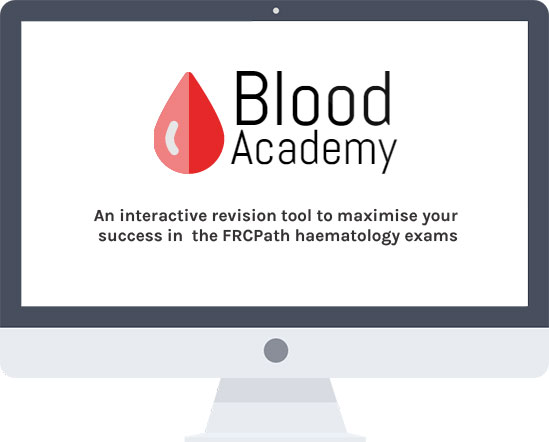 Blood
Academy
An interactive revision tool to maximise your
success in the FRCPath haematology exams